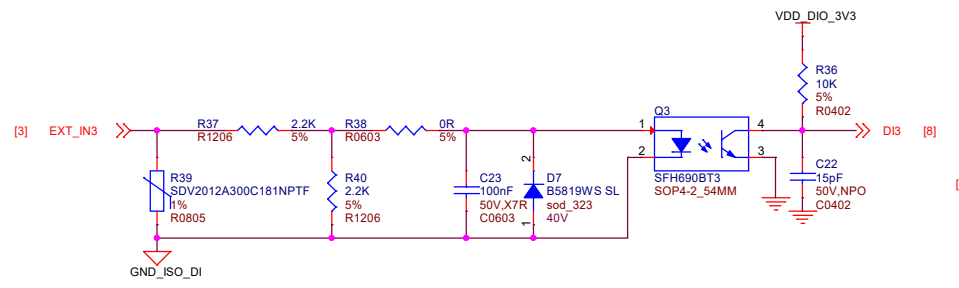 VDD_DIO_3V3
R36
10K
5%
R0402
[3] EXT_IN3
R37
R1206
2.2K
5%
R38
R0603
0R
5%
Q3
1
2
4
3
SFH690BT3
SOP4-2_54MM
DI3 [8]
R39
SDV2012A300C181NPTF
1%
R0805
R40
2.2K
5%
R1206
C23
100nF
50V,X7R
C0603
2
D7
B5819WS SL
sod_323
40V
1
C22
15pF
50V,NPO
C0402
[
GND_ISO_DI